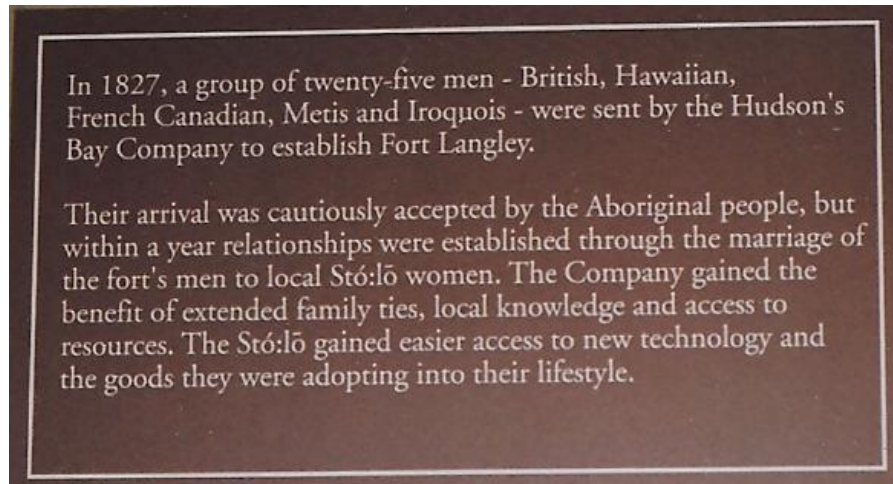 In 1827, a group of twenty-five men - British, Hawaiian,
French Canadian, Metis and Iroquois - were sent by the Hudson's
Bay Company to establish Fort Langley.
Their arrival was cautiously accepted by the Aboriginal people, but
within a year relationships were established through the marriage of
the fort's men to local Stó:lō women. The Company gained the
benefit of extended family ties, local knowledge and access to
resources. The Stó:lō gained easier access to new technology and
the goods they were adopting into their lifestyle.